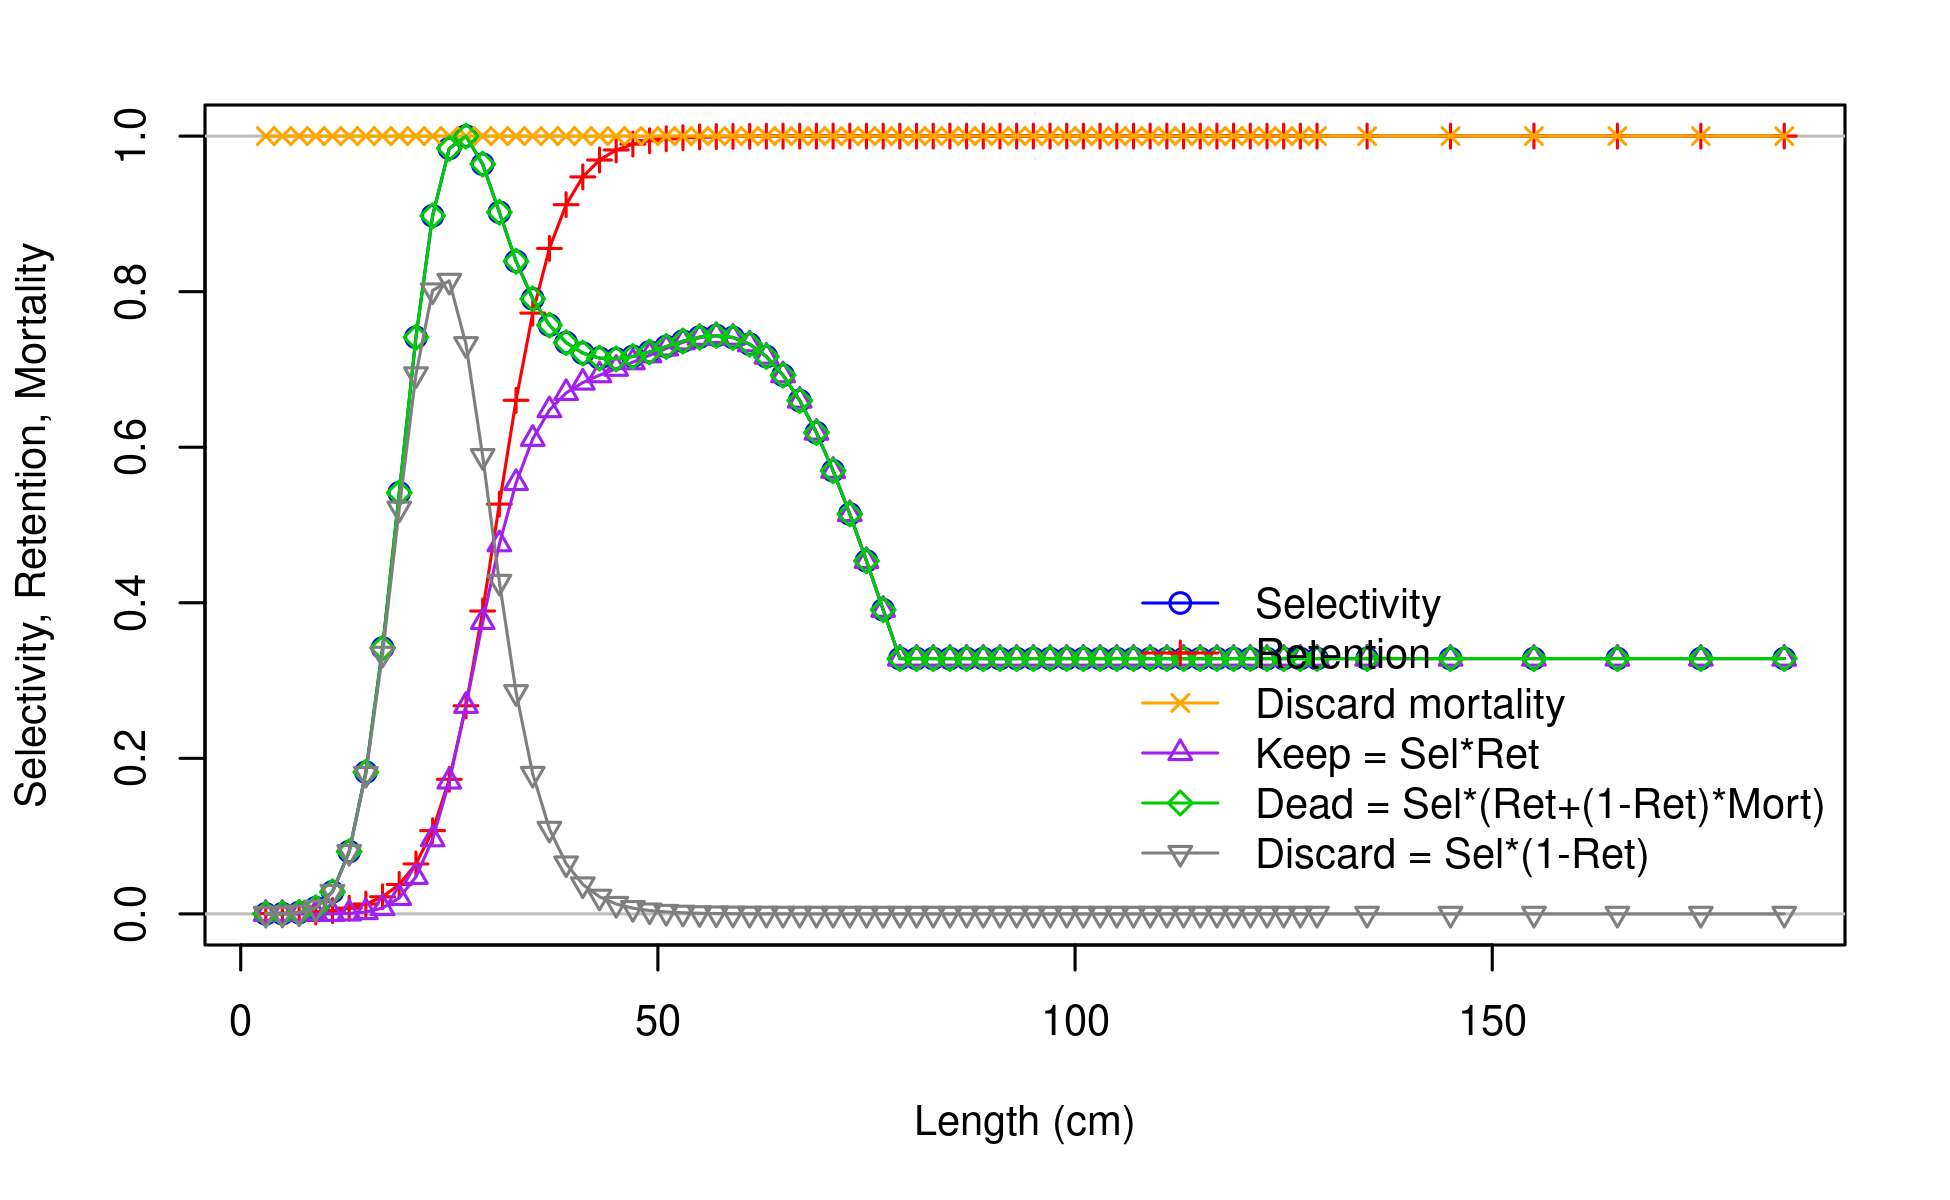 Selectivity, Retention, Mortality
1.0
0.8
0.6
0.4
0.2
0.0
0 50 100 150
Length (cm)
Selectivity
Retention
Discard mortality
Keep = Sel*Ret
Dead = Sel*(Ret+(1-Ret)*Mort)
Discard = Sel*(1-Ret)